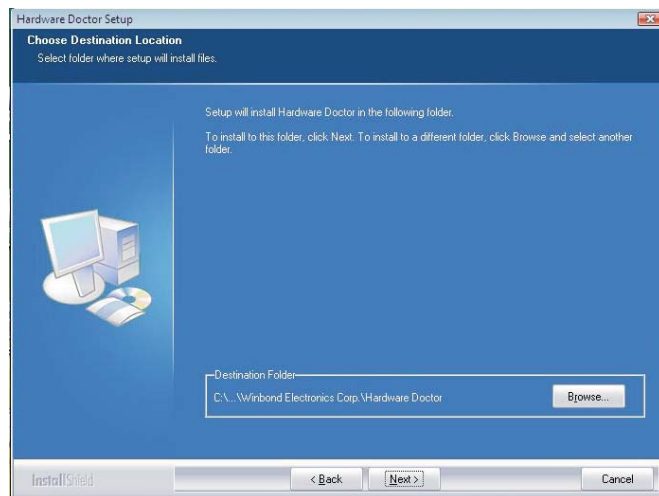 Hardware Doctor Setup
Choose Destination Location
Select folder where setup will install files.
Setup will install Hardware Doctor in the following folder.
To install to this folder, click Next. To install to a different folder, click Browse and select another
folder.
Destination Folder
C:\...\Winbond Electronics Corp.\Hardware Doctor
Browse...
InstallShield
< Back
Next >
Cancel